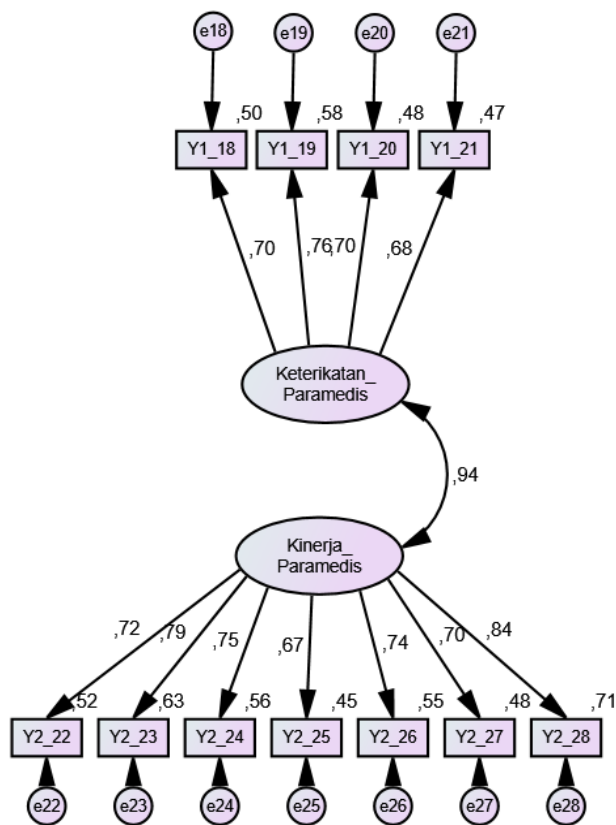 e18 e19 e20 e21
,50 ,58 ,48 ,47
Y1_18 Y1_19 Y1_20 Y1_21
,70 ,76 ,70 ,68
Keterikatan_
Paramedis
,94
Kinerja_
Paramedis
,72 ,79 ,75 ,67 ,74 ,70 ,84
,52 ,63 ,56 ,45 ,55 ,48 ,71
Y2_22 Y2_23 Y2_24 Y2_25 Y2_26 Y2_27 Y2_28
e22 e23 e24 e25 e26 e27 e28